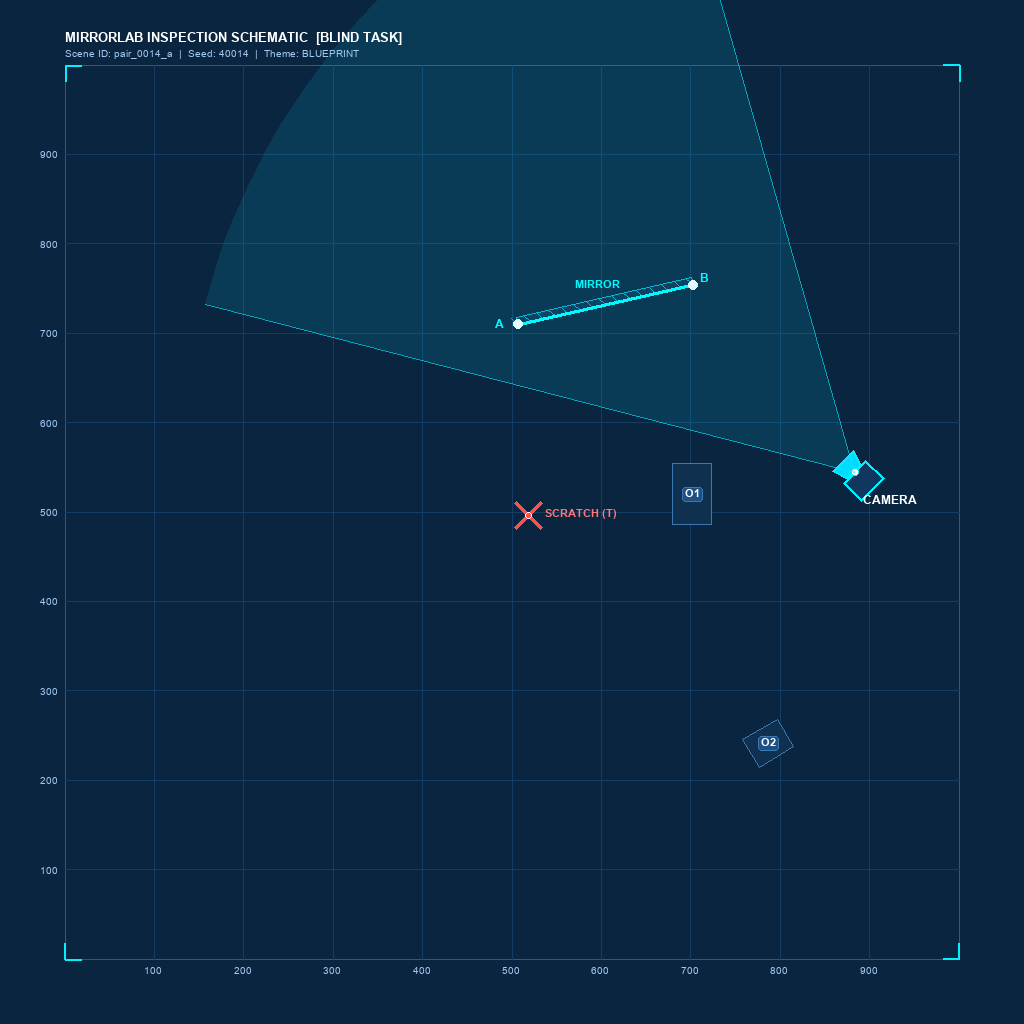 MIRRORLAB INSPECTION SCHEMATIC [BLIND TASK]
Scene ID: pair_0014_a | Seed: 40014 | Theme: BLUEPRINT
900
800
700
600
500
400
300
200
100
MIRROR
B
A
O1
CAMERA
SCRATCH (T)
O2
100
200
300
400
500
600
700
800
900